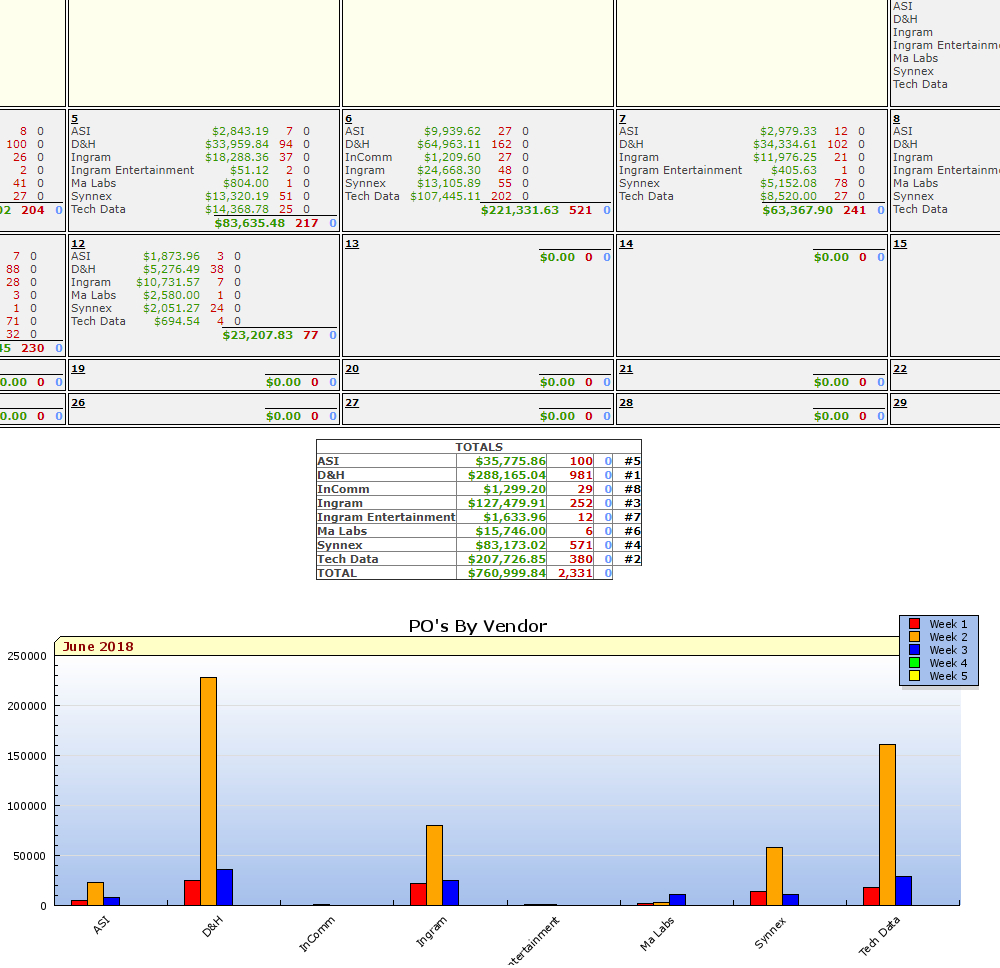 ASI
D&H
Ingram
Ingram Entertainm
Ma Labs
Synnex
Tech Data
8 0
100 0
26 0
2 0
41 0
27 0
02 204 0
5
ASI $2,843.19 7 0
D&H $33,959.84 94 0
Ingram $18,288.36 37 0
Ingram Entertainment $51.12 2 0
Ma Labs $804.00 1 0
Synnex $13,320.19 51 0
Tech Data $14,368.78 25 0
$83,635.48 217 0
6
ASI $9,939.62 27 0
D&H $64,963.11 162 0
InComm $1,209.60 27 0
Ingram $24,668.30 48 0
Synnex $13,105.89 55 0
Tech Data $107,445.11 202 0
$221,331.63 521 0
7
ASI $2,979.33 12 0
D&H $34,334.61 102 0
Ingram $11,976.25 21 0
Ingram Entertainment $405.63 1 0
Synnex $5,152.08 78 0
Tech Data $8,520.00 27 0
$63,367.90 241 0
8
ASI
D&H
Ingram
Ingram Entertainm
Ma Labs
Synnex
Tech Data
7 0
88 0
28 0
3 0
1 0
71 0
32 0
45 230 0
12
ASI $1,873.96 3 0
D&H $5,276.49 38 0
Ingram $10,731.57 7 0
Ma Labs $2,580.00 1 0
Synnex $2,051.27 24 0
Tech Data $694.54 4 0
$23,207.83 77 0
13
$0.00 0 0
14
$0.00 0 0
15
0.00 0 0
19
$0.00 0 0
20
$0.00 0 0
21
$0.00 0 0
22
0.00 0 0
26
$0.00 0 0
27
$0.00 0 0
28
$0.00 0 0
29
TOTALS
ASI $35,775.86 100 0 #5
D&H $288,165.04 981 0 #1
InComm $1,299.20 29 0 #8
Ingram $127,479.91 252 0 #3
Ingram Entertainment $1,633.96 12 0 #7
Ma Labs $15,746.00 6 0 #6
Synnex $83,173.02 571 0 #4
Tech Data $207,726.85 380 0 #2
TOTAL $760,999.84 2,331 0
PO's By Vendor
June 2018
Week 1
Week 2
Week 3
Week 4
Week 5
250000
200000
150000
100000
50000
0
ASI
D&H
InComm
Ingram
ntertainment
Ma Labs
Synnex
Tech Data